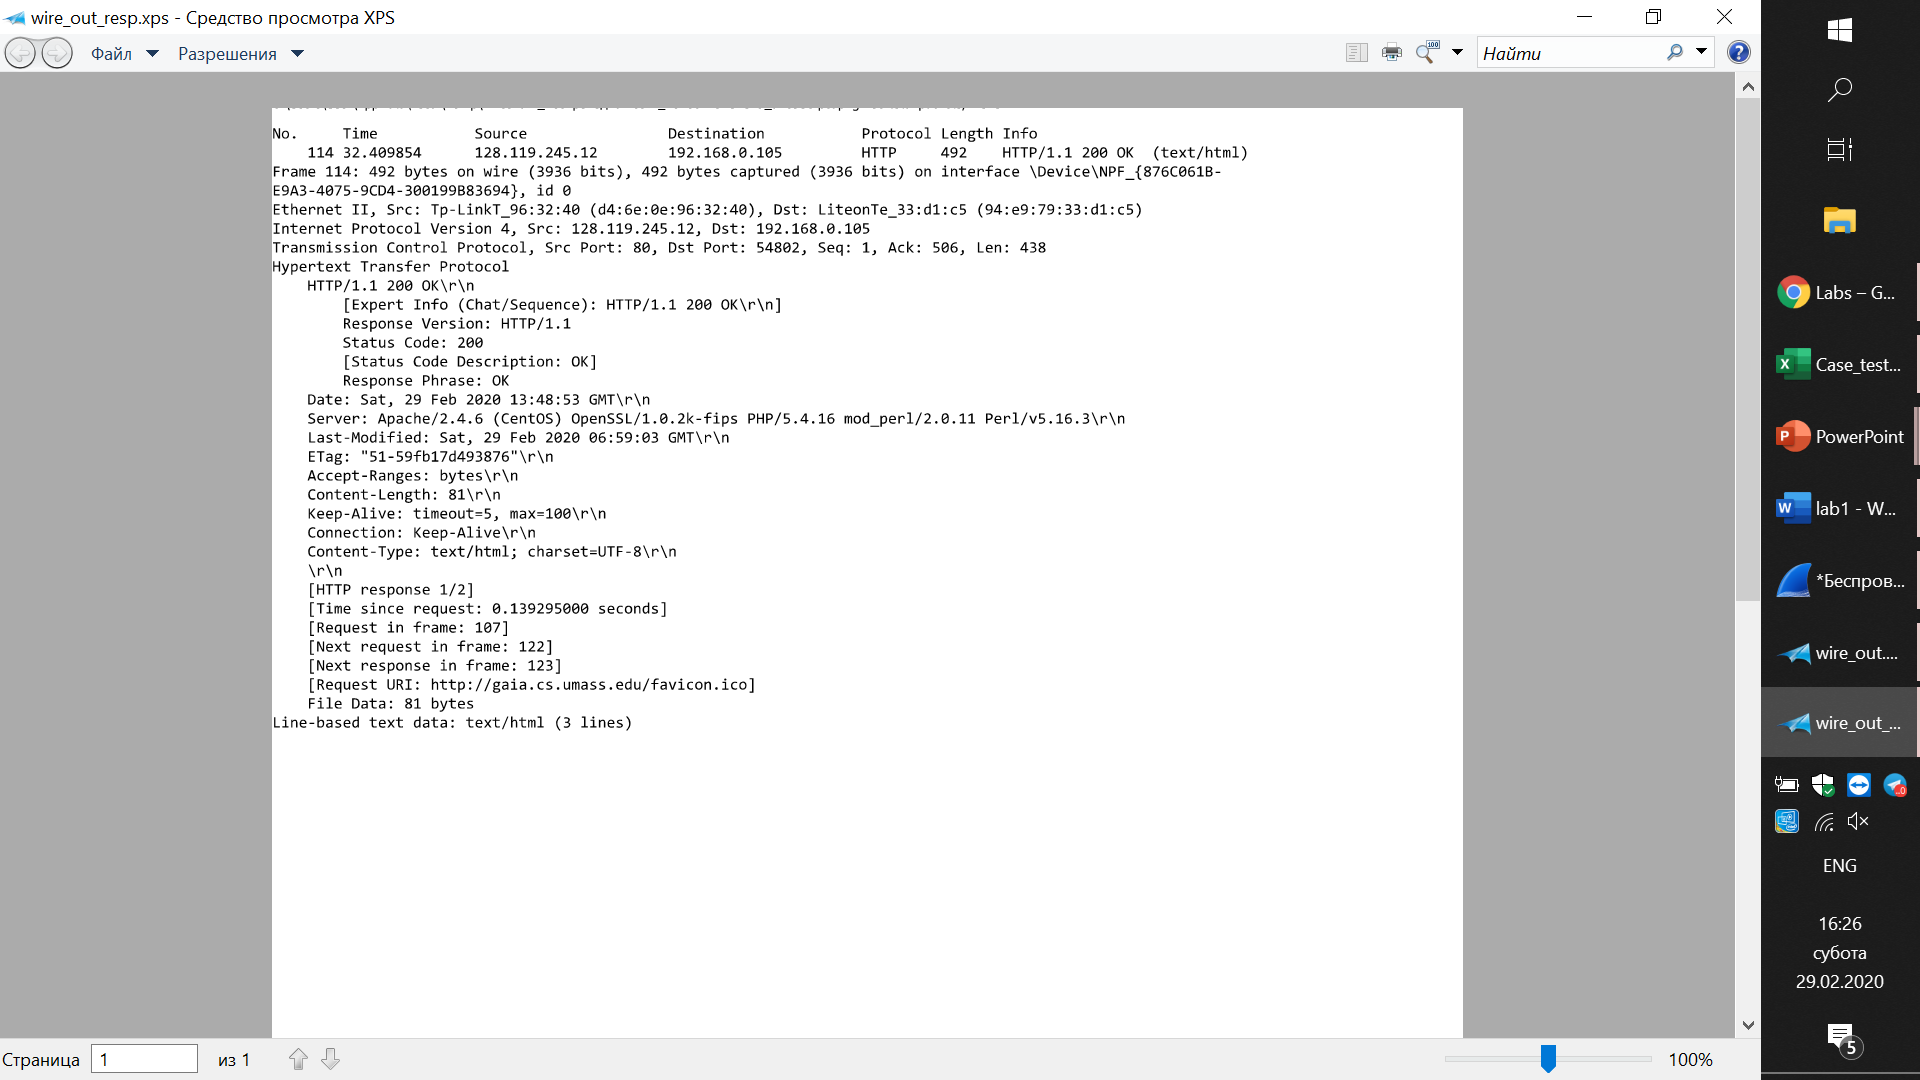 wire_out_resp.xps - Средство просмотра XPS
Файл Разрешения 100 Найти ?
No. Time Source Destination Protocol Length Info
114 32.409854 128.119.245.12 192.168.0.105 HTTP 492 HTTP/1.1 200 OK (text/html)
Frame 114: 492 bytes on wire (3936 bits), 492 bytes captured (3936 bits) on interface \Device\NPF_{876C061B-
E9A3-4075-9CD4-300199B83694}, id 0
Ethernet II, Src: Tp-LinkT_96:32:40 (d4:6e:0e:96:32:40), Dst: LiteonTe_33:d1:c5 (94:e9:79:33:d1:c5)
Internet Protocol Version 4, Src: 128.119.245.12, Dst: 192.168.0.105
Transmission Control Protocol, Src Port: 80, Dst Port: 54802, Seq: 1, Ack: 506, Len: 438
Hypertext Transfer Protocol
HTTP/1.1 200 OK\r\n
[Expert Info (Chat/Sequence): HTTP/1.1 200 OK\r\n]
Response Version: HTTP/1.1
Status Code: 200
[Status Code Description: OK]
Response Phrase: OK
Date: Sat, 29 Feb 2020 13:48:53 GMT\r\n
Server: Apache/2.4.6 (CentOS) OpenSSL/1.0.2k-fips PHP/5.4.16 mod_perl/2.0.11 Perl/v5.16.3\r\n
Last-Modified: Sat, 29 Feb 2020 06:59:03 GMT\r\n
ETag: "51-59fb17d493876"\r\n
Accept-Ranges: bytes\r\n
Content-Length: 81\r\n
Keep-Alive: timeout=5, max=100\r\n
Connection: Keep-Alive\r\n
Content-Type: text/html; charset=UTF-8\r\n
\r\n
[HTTP response 1/2]
[Time since request: 0.139295000 seconds]
[Request in frame: 107]
[Next request in frame: 122]
[Next response in frame: 123]
[Request URI: http://gaia.cs.umass.edu/favicon.ico]
File Data: 81 bytes
Line-based text data: text/html (3 lines)
Страница 1 из 1 100%
Labs – G...
Case_test...
PowerPoint
lab1 - W...
*Беспров...
wire_out....
wire_out_...
ENG
16:26
суббота
29.02.2020
5